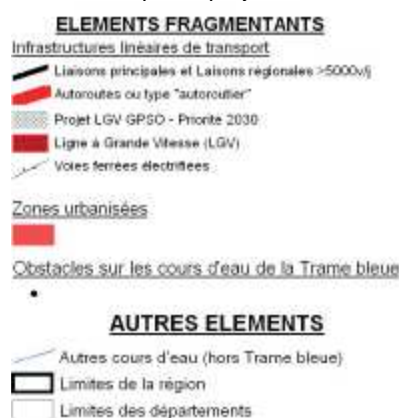 ELEMENTS FRAGMENTANTS
Infrastructures linéaires de transport
Liaisons principales et Laisons régionales >5000v/j
Autoroutes ou type "autoroutier"
Projet LGV GPSO - Priorité 2030
Ligne à Grande Vitesse (LGV)
Voies ferrées électrifiées
Zones urbanisées
Obstacles sur les cours d'eau de la Trame bleue
AUTRES ELEMENTS
Autres cours d'eau (hors Trame bleue)
Limites de la région
Limites des départements